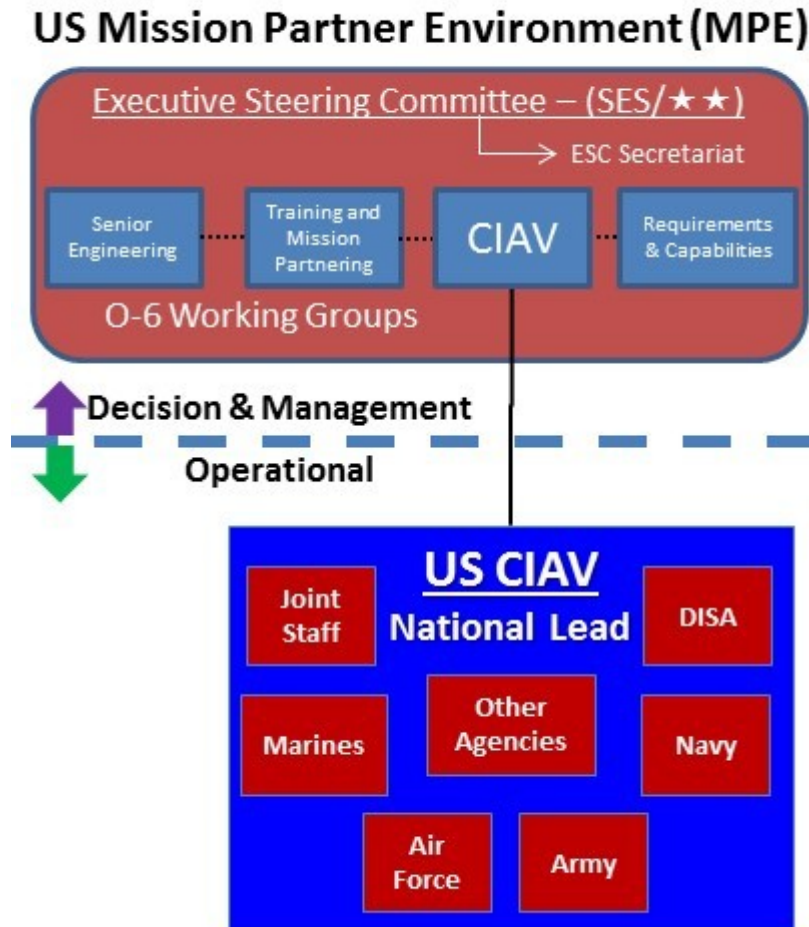 US Mission Partner Environment (MPE)
Executive Steering Committee – (SES/★★)
ESC Secretariat
Senior
Engineering
Training and
Mission
Partnering
CIAV
Requirements
& Capabilities
O-6 Working Groups
Decision & Management
Operational
US CIAV
National Lead
Joint
Staff
DISA
Marines
Other
Agencies
Navy
Air
Force
Army